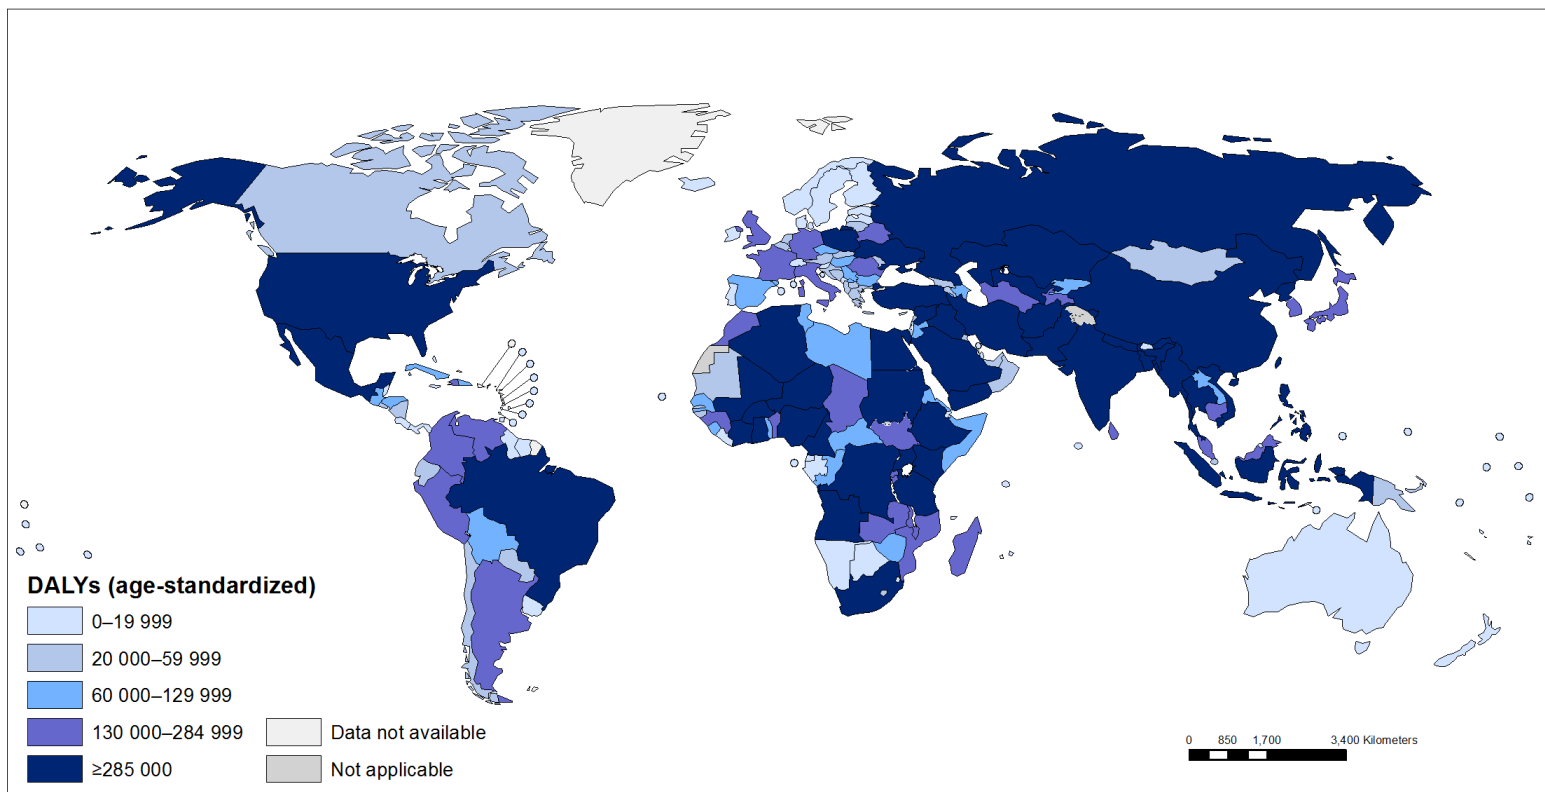 DALYs (age-standardized)
0–19 999
20 000–59 999
60 000–129 999
130 000–284 999
≥285 000
Data not available
Not applicable
0 850 1,700 3,400 Kilometers